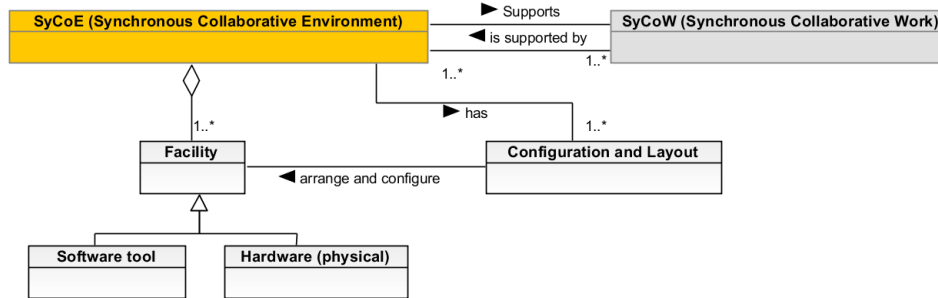 SyCoE (Synchronous Collaborative Environment)
Supports
SyCoW (Synchronous Collaborative Work)
is supported by
1..*
1..*
has
1..*
1..*
Facility
Configuration and Layout
arrange and configure
Software tool
Hardware (physical)